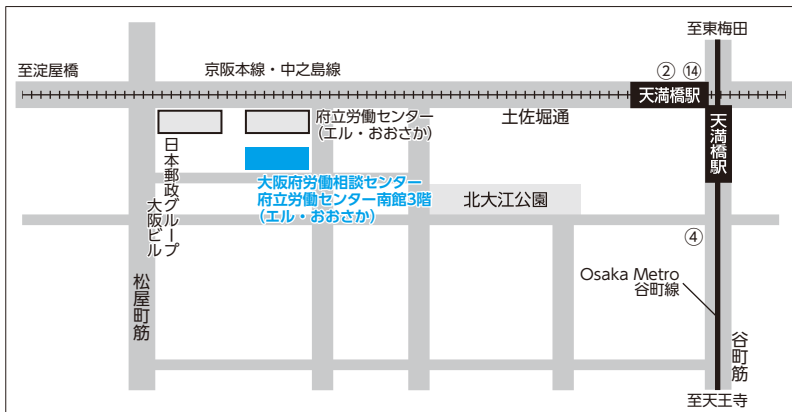 至東梅田
至淀屋橋
京阪本線・中之島線
② ⑭
天満橋駅
天満橋駅
府立労働センター
(エル・おおさか)
土佐堀通
日本郵政グループ
大阪ビル
大阪府労働相談センター
府立労働センター南館3階
(エル・おおさか)
北大江公園
④
Osaka Metro
谷町線
松屋町筋
谷町筋
至天王寺